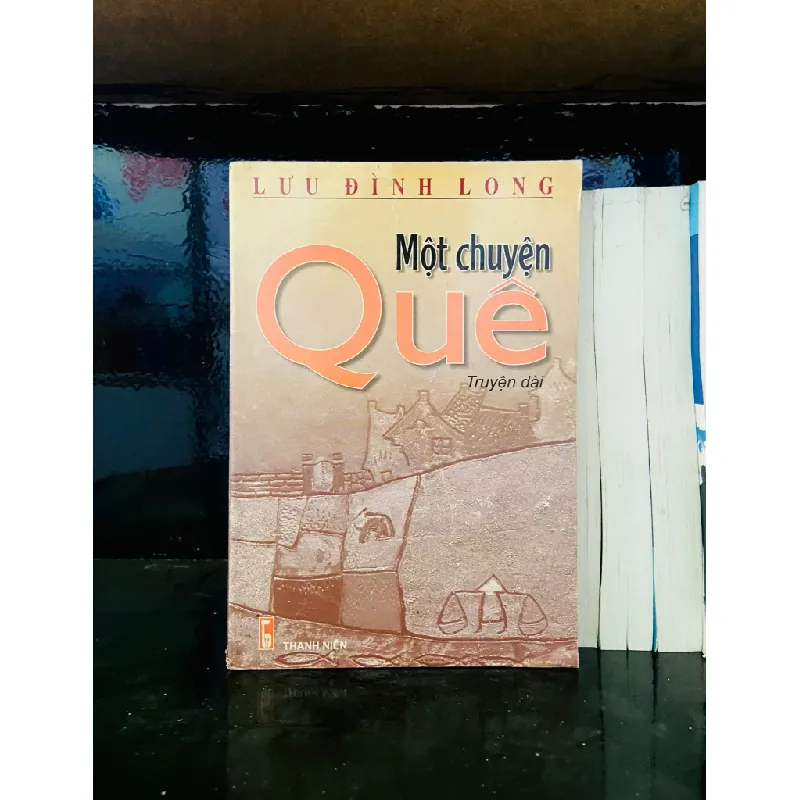 LƯU ĐÌNH LONG
Một chuyện
Quê
Truyện dài
THANH NIÊN